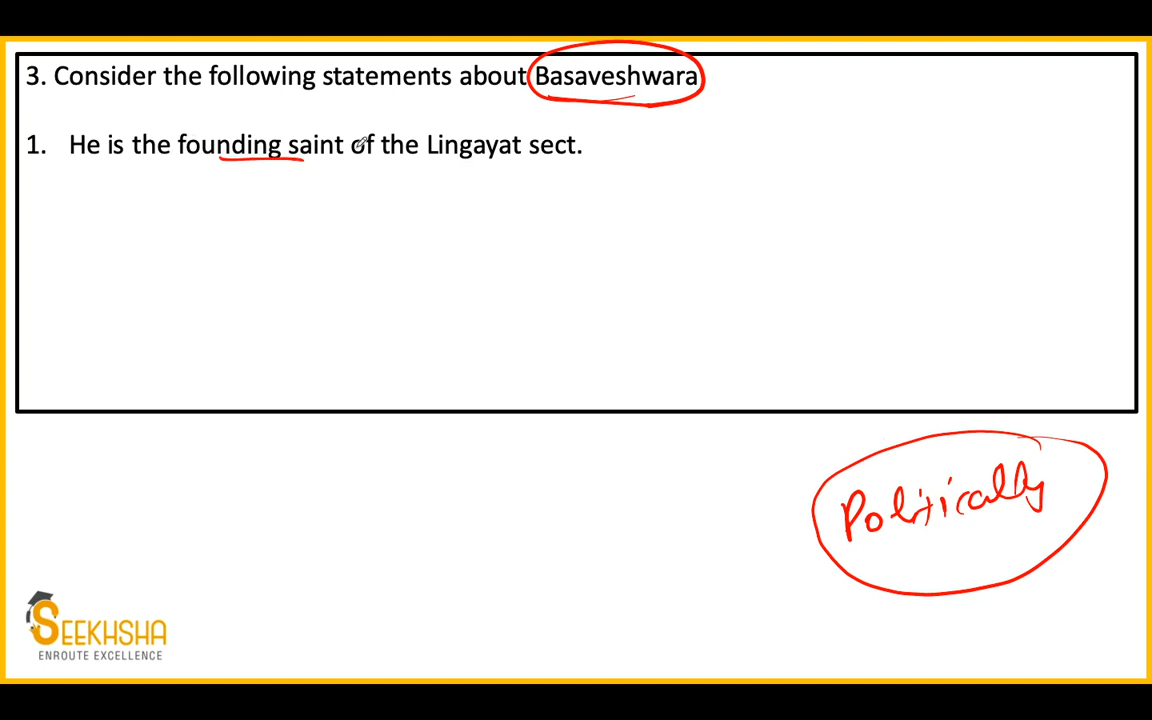 3. Consider the following statements about Basaveshwara
1. He is the founding saint of the Lingayat sect.
Politically
SEEKHSHA
ENROUTE EXCELLENCE